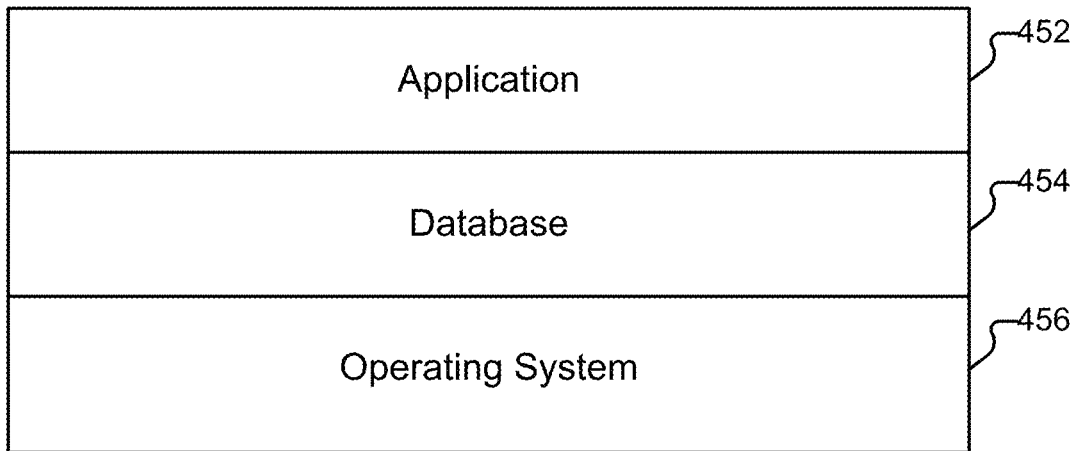 452
Application
454
Database
456
Operating System